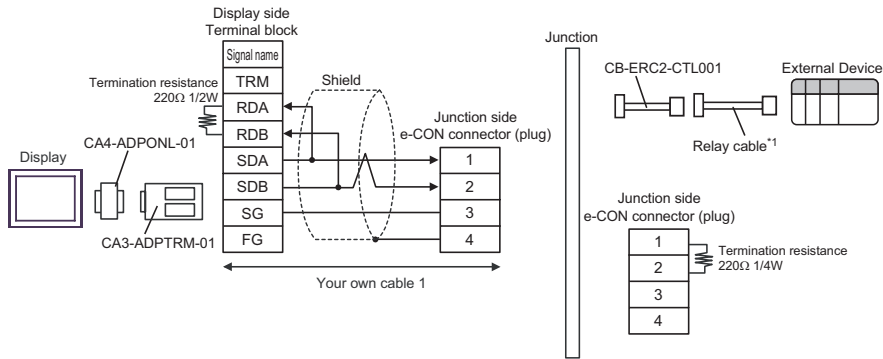 Display side
Terminal block
Signal name
TRM
RDA
RDB
SDA
SDB
SG
FG
Termination resistance
220Ω 1/2W
Shield
Display
CA4-ADPONL-01
CA3-ADPTRM-01
Junction side
e-CON connector (plug)
1
2
3
4
Your own cable 1
Junction
CB-ERC2-CTL001
External Device
Relay cable*1
Junction side
e-CON connector (plug)
1
2
3
4
Termination resistance
220Ω 1/4W